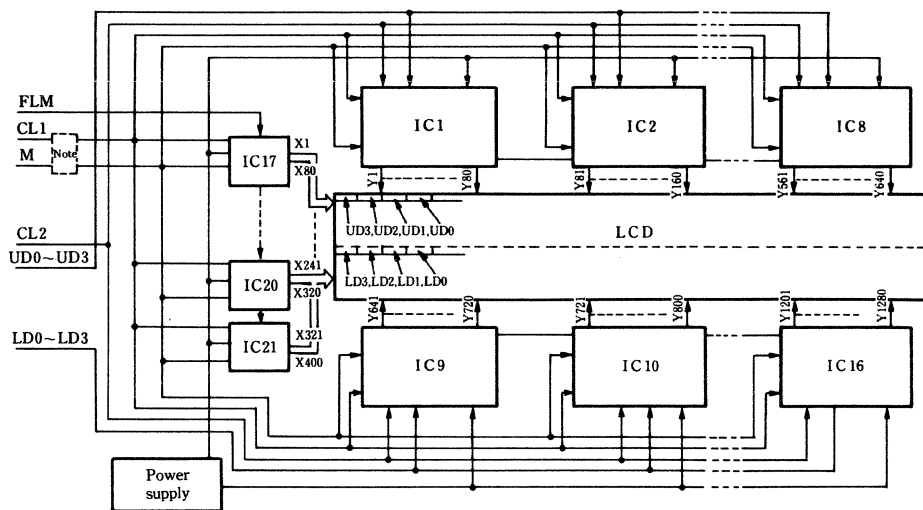 FLM
CL1
M
Note
CL2
UD0~UD3
LD0~LD3
IC17
X1
X80
IC20
X241
X320
IC21
X321
X400
IC1
IC2
IC8
Y1
Y80
Y81
Y160
Y561
Y640
UD3,UD2,UD1,UD0
LCD
LD3,LD2,LD1,LD0
Y641
Y720
Y721
Y800
Y1201
Y1280
IC9
IC10
IC16
Power
supply